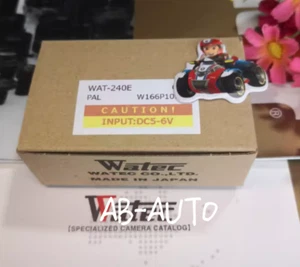 WAT-240E
PAL W166P10
CAUTION!
INPUT:DC5-6V
Watec
WATEC CO.,LTD.
MADE IN JAPAN
AB-AUTO
Watec
[SPECIALIZED CAMERA CATALOG]